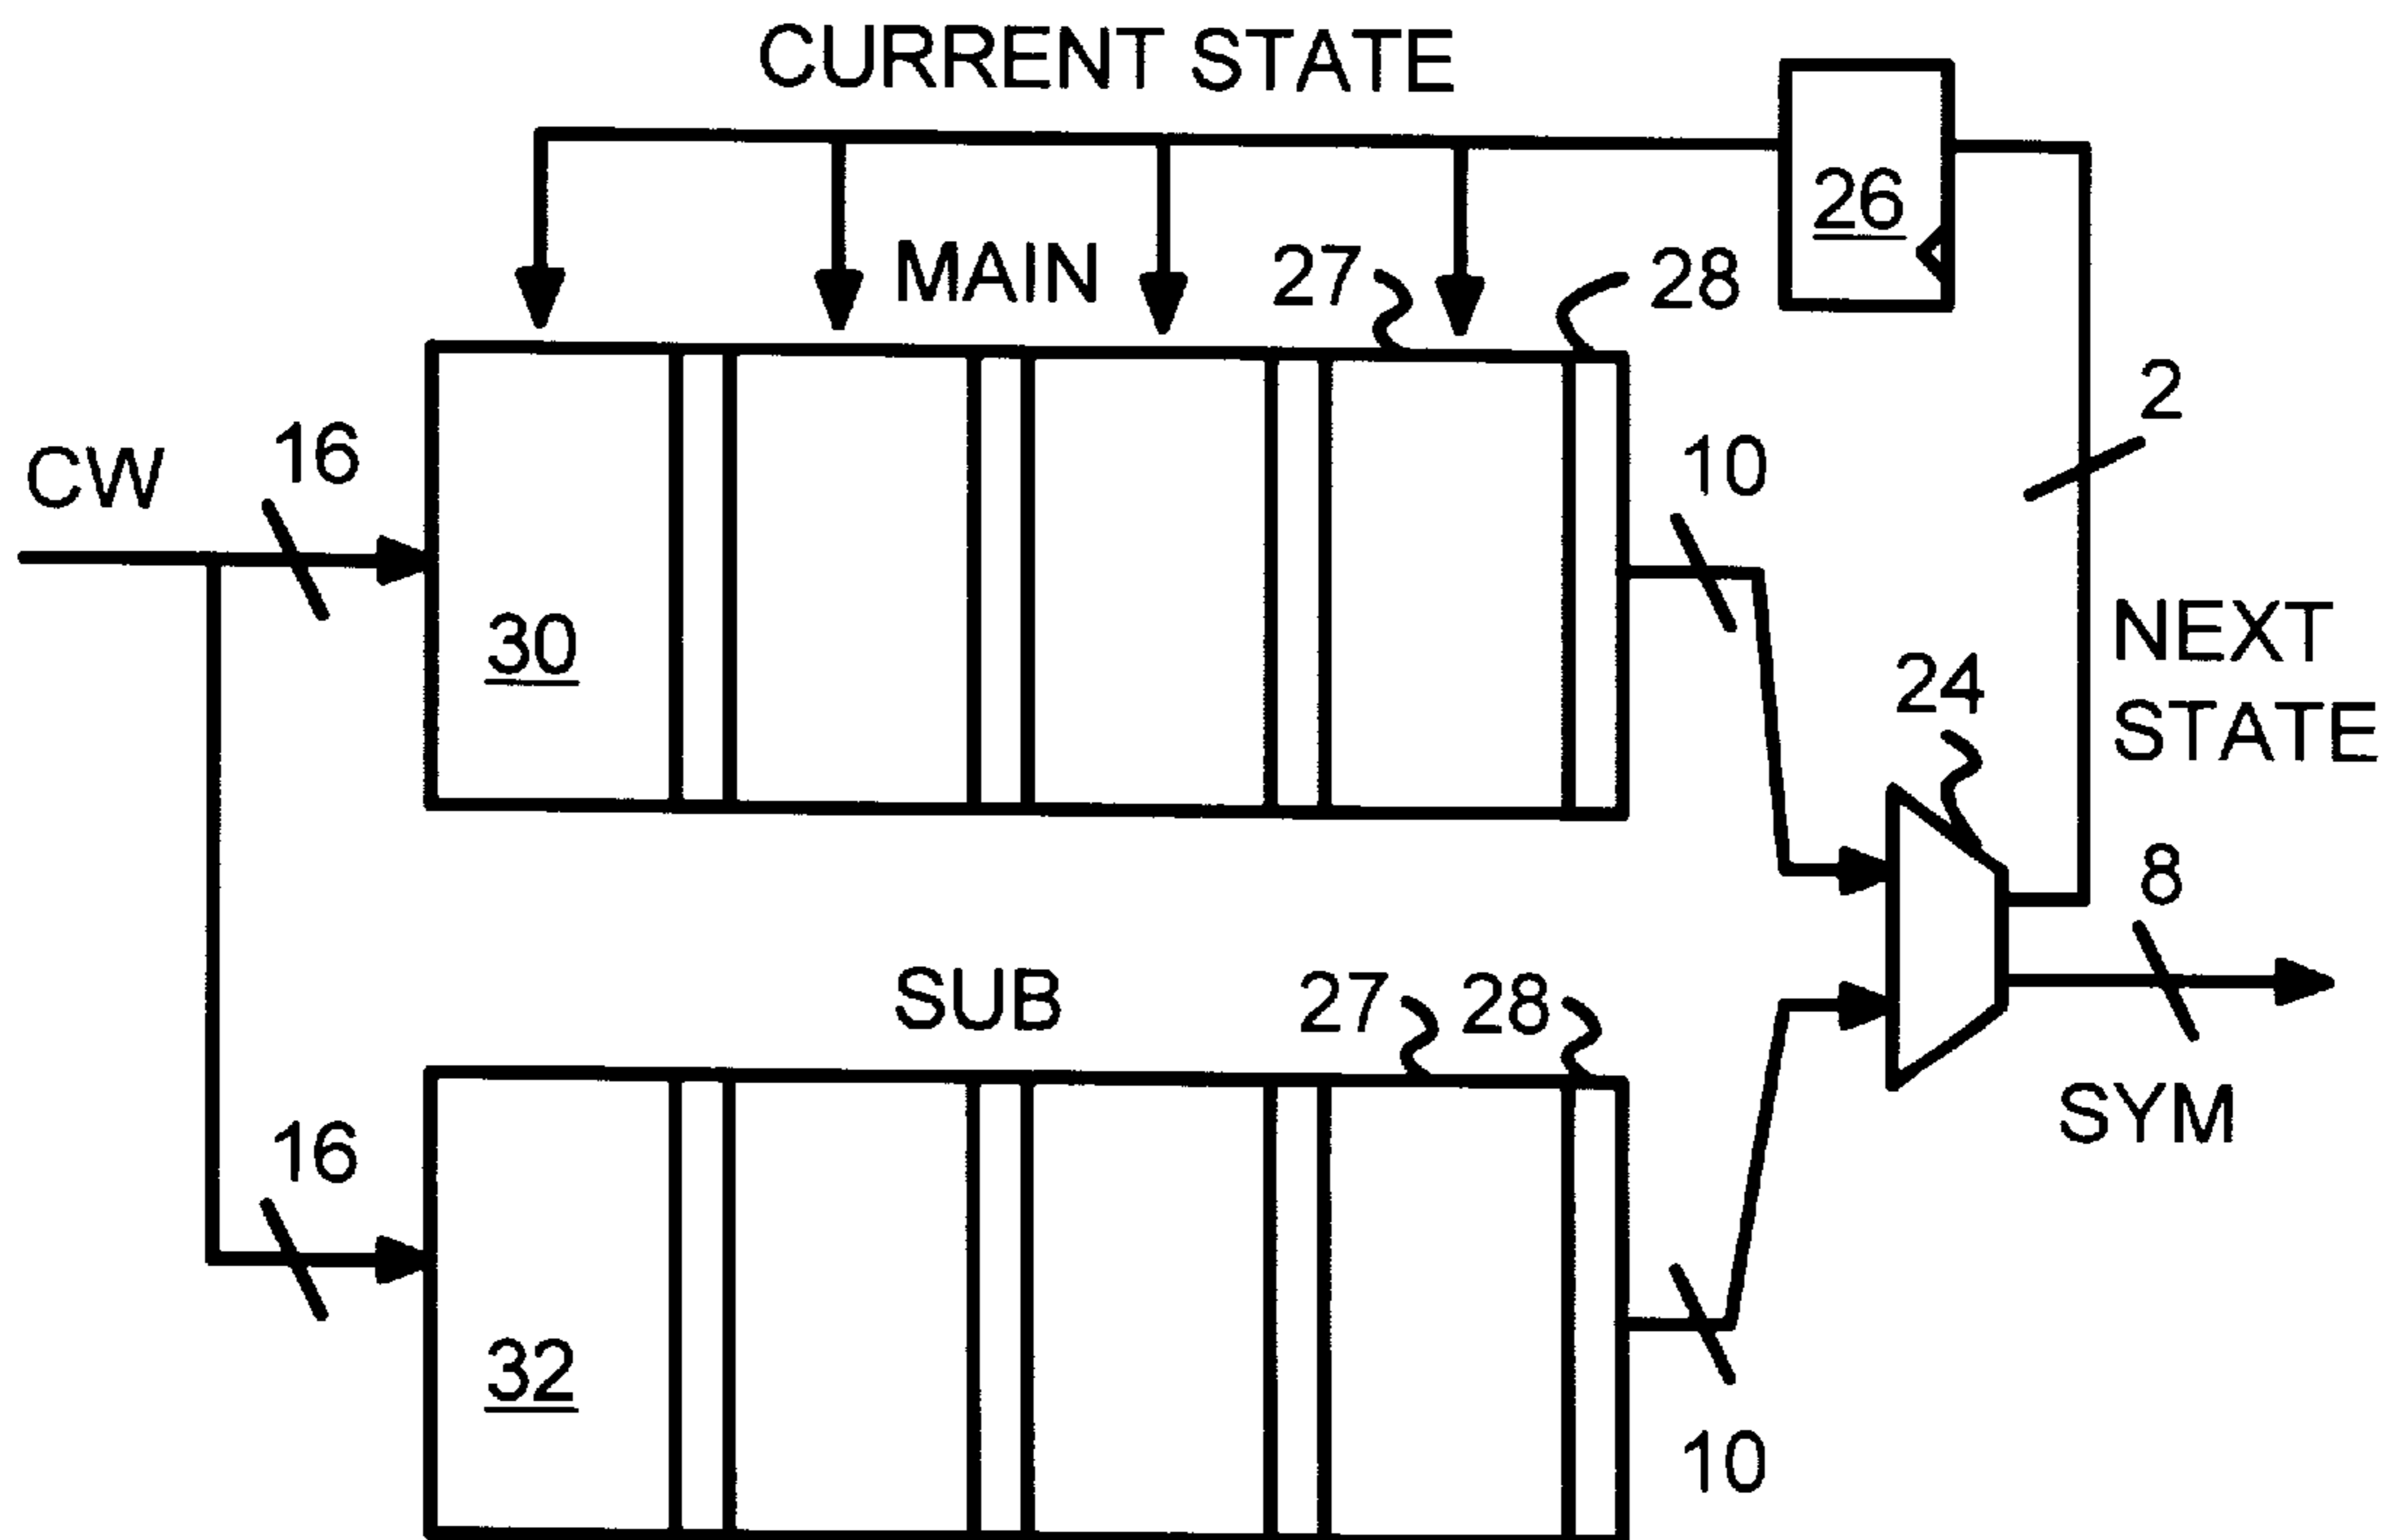 CURRENT STATE
26
MAIN
27
28
2
CW
16
10
30
NEXT
STATE
24
8
SUB
27
28
SYM
16
32
10